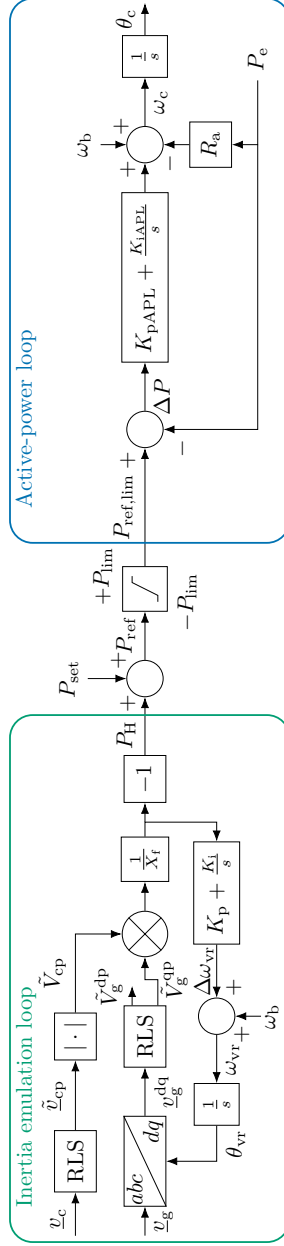 Inertia emulation loop
Active-power loop
v_c
RLS
ṽ_cp
|·|
Ṽ_cp
v_g
abc
dq
v_g^dq
RLS
Ṽ_g^dp
Ṽ_g^qp
1/X_f
−1
P_H
K_p + K_i/s
Δω_vr
+
+
ω_b
ω_vr
1/s
θ_vr
P_set
+
+
P_ref
+P_lim
−P_lim
P_ref,lim
+
−
ΔP
K_pAPL + K_iAPL/s
ω_b
+
+
−
R_a
P_e
ω_c
1/s
θ_c